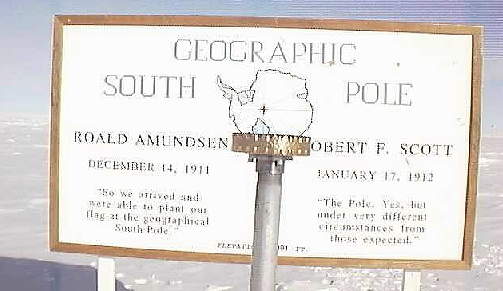 GEOGRAPHIC
SOUTH POLE
ROALD AMUNDSEN
DECEMBER 14, 1911
"So we arrived and
were able to plant our
flag at the geographical
South Pole."
OBERT F. SCOTT
JANUARY 17, 1912
"The Pole. Yes, but
under very different
circumstances from
those expected."
FT.